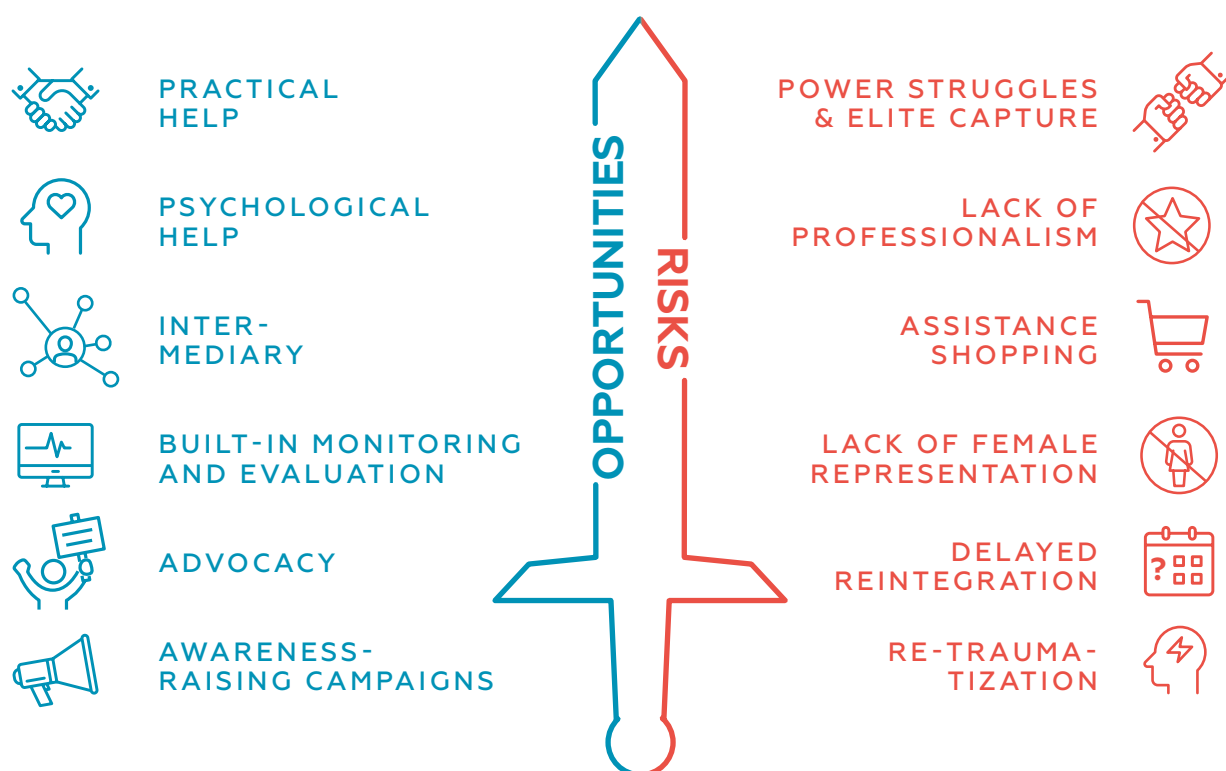 PRACTICAL
HELP
PSYCHOLOGICAL
HELP
INTER-
MEDIARY
BUILT-IN MONITORING
AND EVALUATION
ADVOCACY
AWARENESS-
RAISING CAMPAIGNS
OPPORTUNITIES
RISKS
POWER STRUGGLES
& ELITE CAPTURE
LACK OF
PROFESSIONALISM
ASSISTANCE
SHOPPING
LACK OF FEMALE
REPRESENTATION
DELAYED
REINTEGRATION
?
RE-TRAUMA-
TIZATION